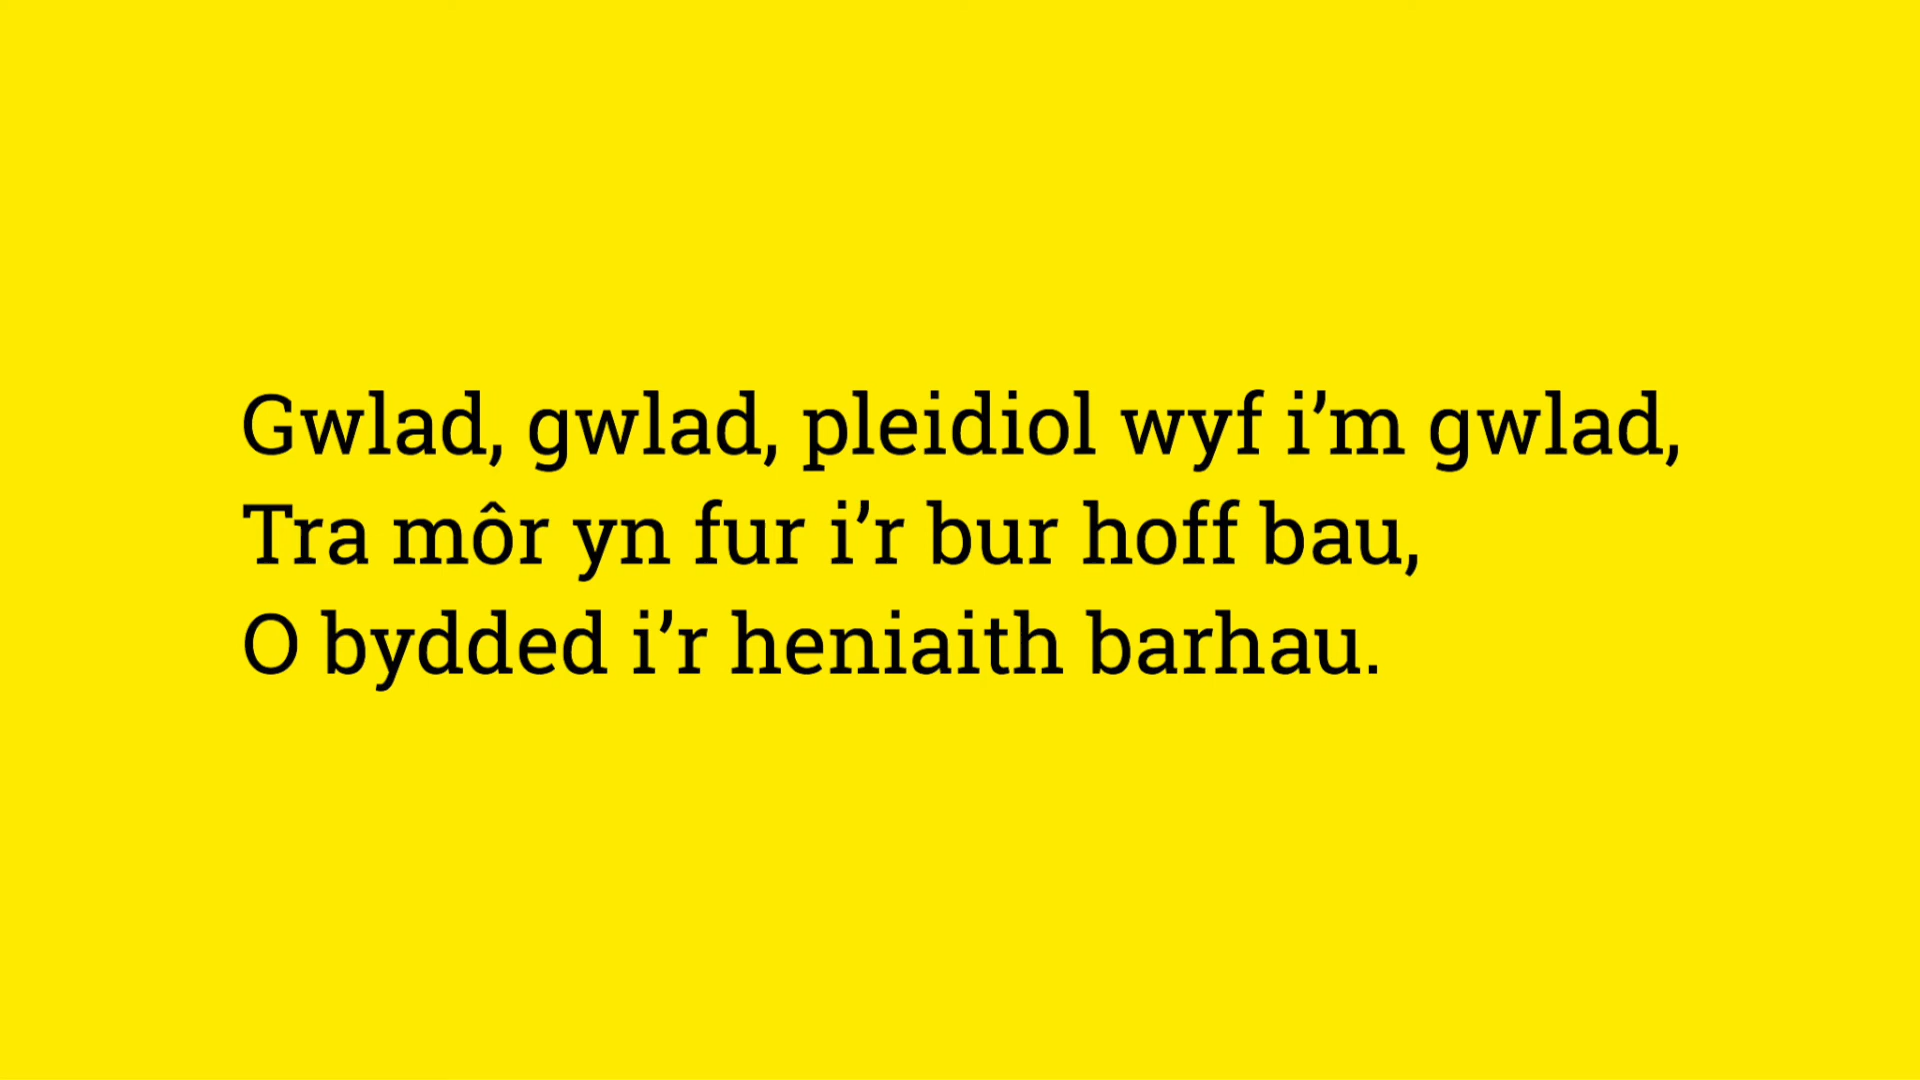 Gwlad, gwlad, pleidiol wyf i’m gwlad,
Tra môr yn fur i’r bur hoff bau,
O bydded i’r heniaith barhau.